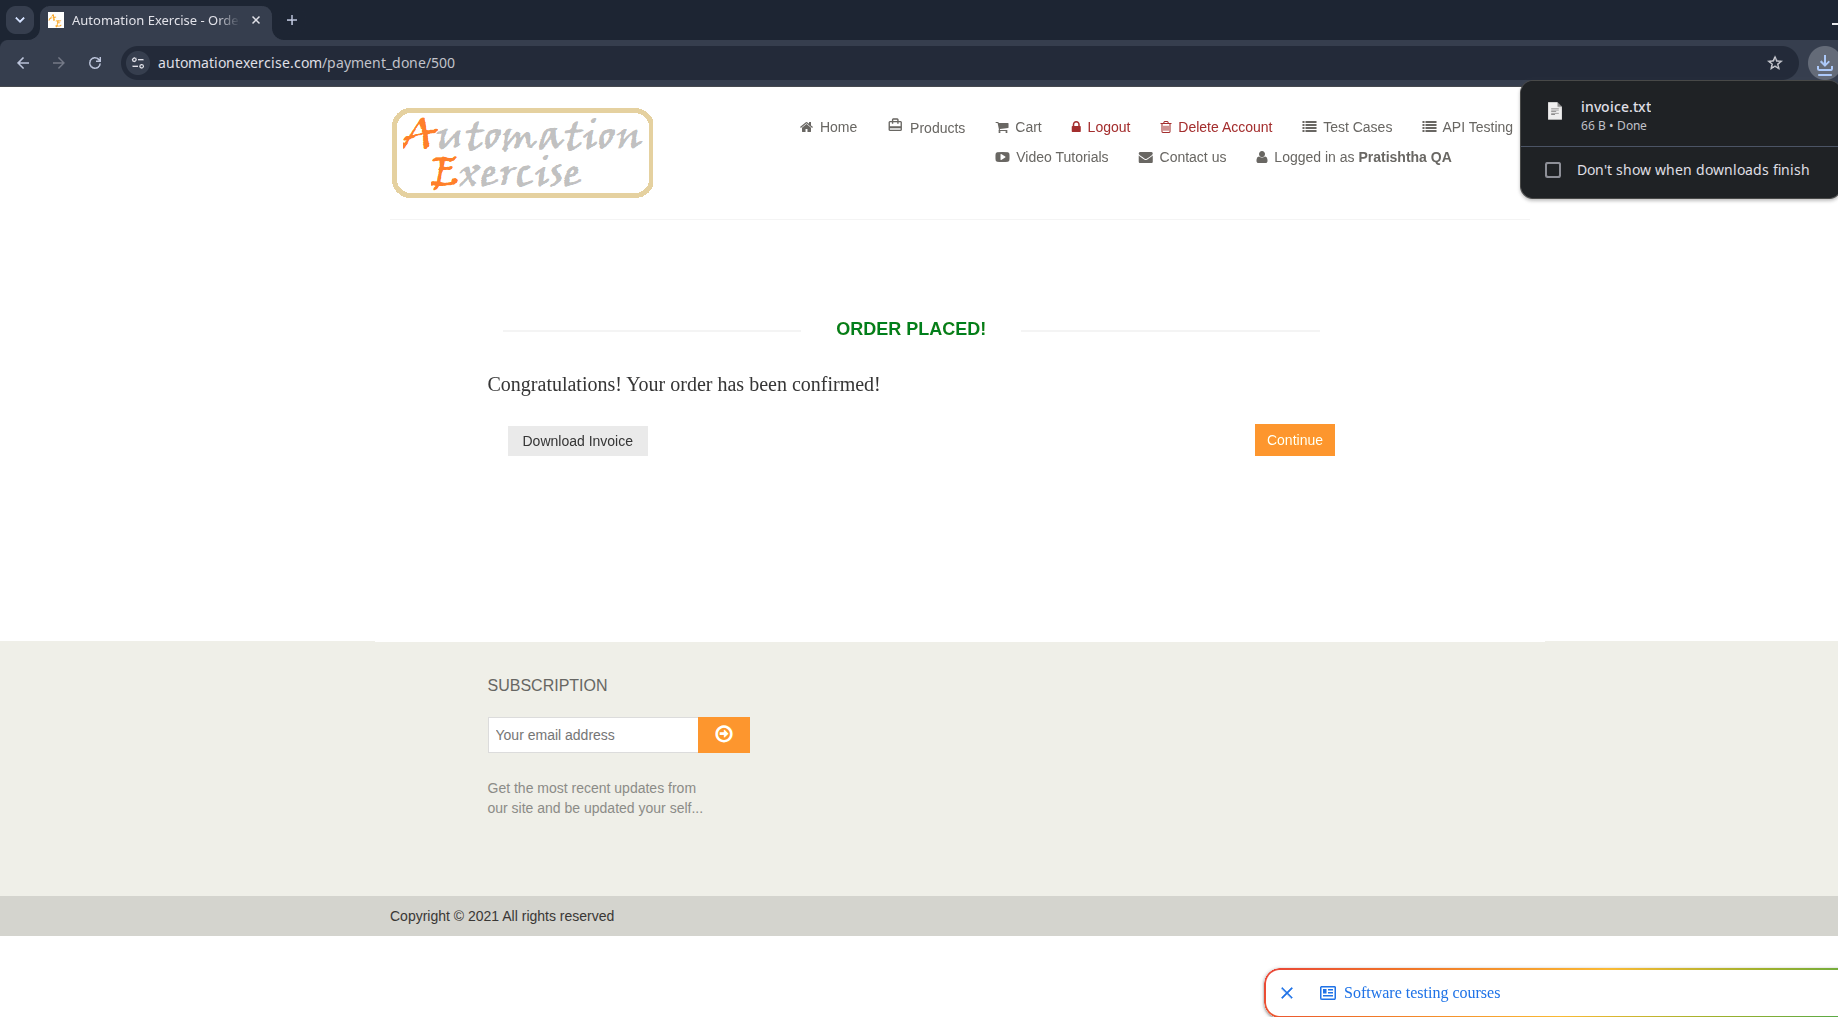 Automation Exercise - Orde
automationexercise.com/payment_done/500
invoice.txt
66 B • Done
Don't show when downloads finish
Automation
Exercise
Home
Products
Cart
Logout
Delete Account
Test Cases
API Testing
Video Tutorials
Contact us
Logged in as Pratishtha QA
ORDER PLACED!
Congratulations! Your order has been confirmed!
Download Invoice
Continue
SUBSCRIPTION
Your email address
Get the most recent updates from
our site and be updated your self...
Copyright © 2021 All rights reserved
Software testing courses